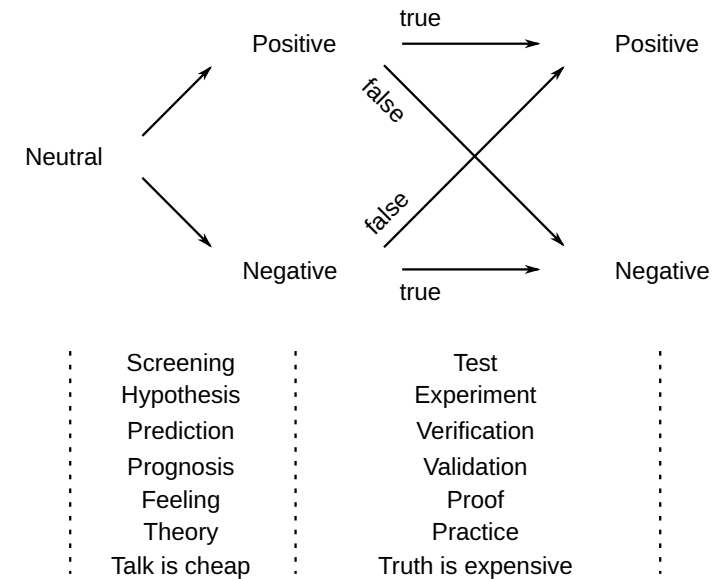 true
Positive
Positive
false
Neutral
false
Negative
Negative
true
Screening
Test
Hypothesis
Experiment
Prediction
Verification
Prognosis
Validation
Feeling
Proof
Theory
Practice
Talk is cheap
Truth is expensive